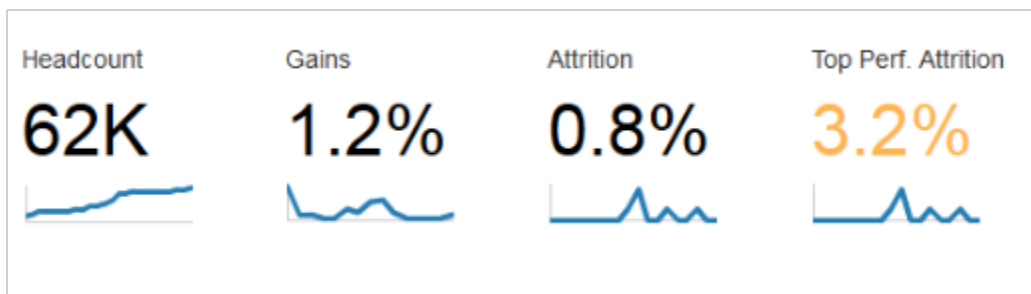 Headcount
62K
Gains
1.2%
Attrition
0.8%
Top Perf. Attrition
3.2%